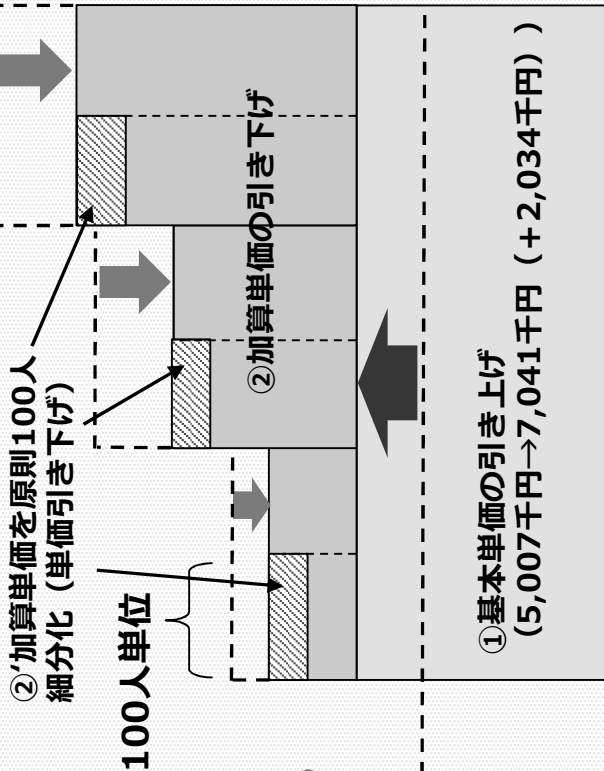 ②’加算単価を原則100人
細分化（単価引き下げ）
100人単位
②加算単価の引き下げ
①基本単価の引き上げ
（5,007千円→7,041千円（+2,034千円））